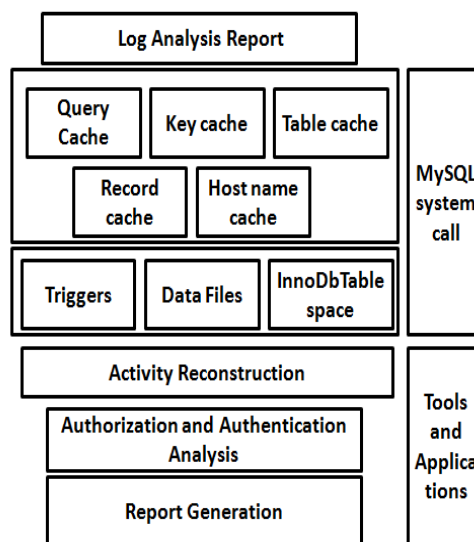 Log Analysis Report
Query
Cache
Key cache
Table cache
Record
cache
Host name
cache
MySQL
system
call
Triggers
Data Files
InnoDbTable
space
Activity Reconstruction
Authorization and Authentication
Analysis
Report Generation
Tools
and
Applica
tions